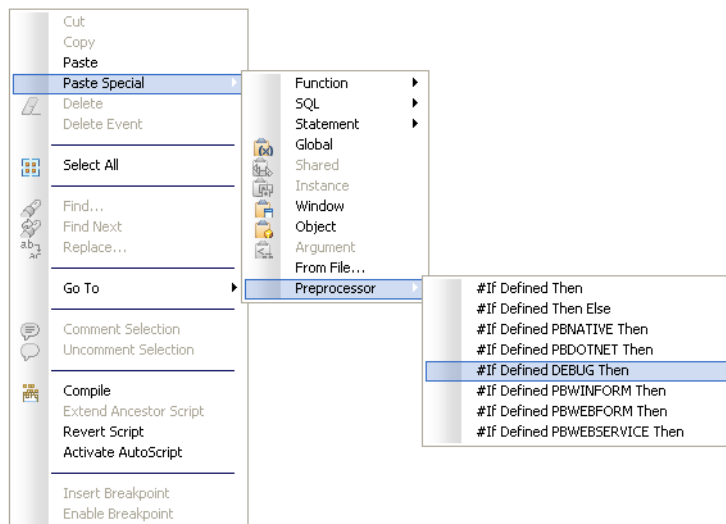 Cut
Copy
Paste
Paste Special
Delete
Delete Event
Select All
Find...
Find Next
Replace...
Go To
Comment Selection
Uncomment Selection
Compile
Extend Ancestor Script
Revert Script
Activate AutoScript
Insert Breakpoint
Enable Breakpoint
Function
SQL
Statement
Global
Shared
Instance
Window
Object
Argument
From File...
Preprocessor
#If Defined Then
#If Defined Then Else
#If Defined PBNATIVE Then
#If Defined PBDOTNET Then
#If Defined DEBUG Then
#If Defined PBWINFORM Then
#If Defined PBWEBFORM Then
#If Defined PBWEBSERVICE Then